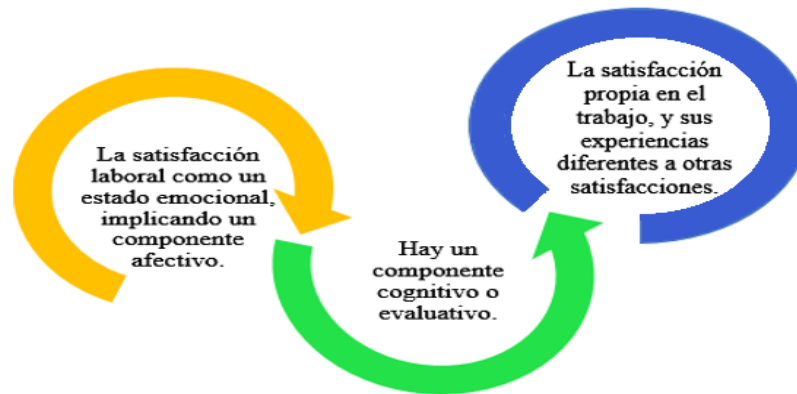 La satisfacción
laboral como un
estado emocional,
implicando un
componente
afectivo.
Hay un
componente
cognitivo o
evaluativo.
La satisfacción
propia en el
trabajo, y sus
experiencias
diferentes a otras
satisfacciones.